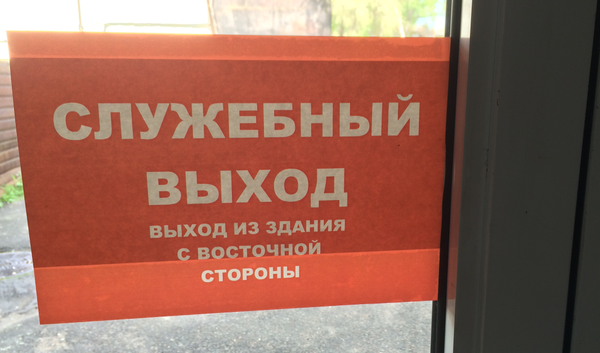 СЛУЖЕБНЫЙ
ВЫХОД
ВЫХОД ИЗ ЗДАНИЯ
С ВОСТОЧНОЙ
СТОРОНЫ